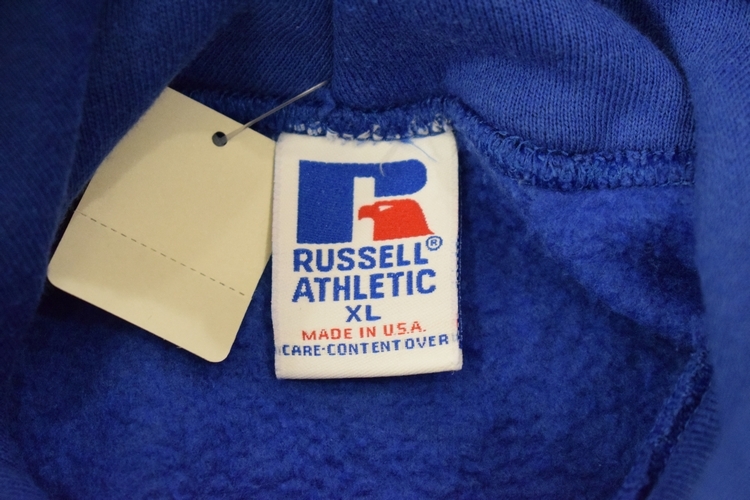 RUSSELL®
ATHLETIC
XL
MADE IN U.S.A.
CARE-CONTENT OVER